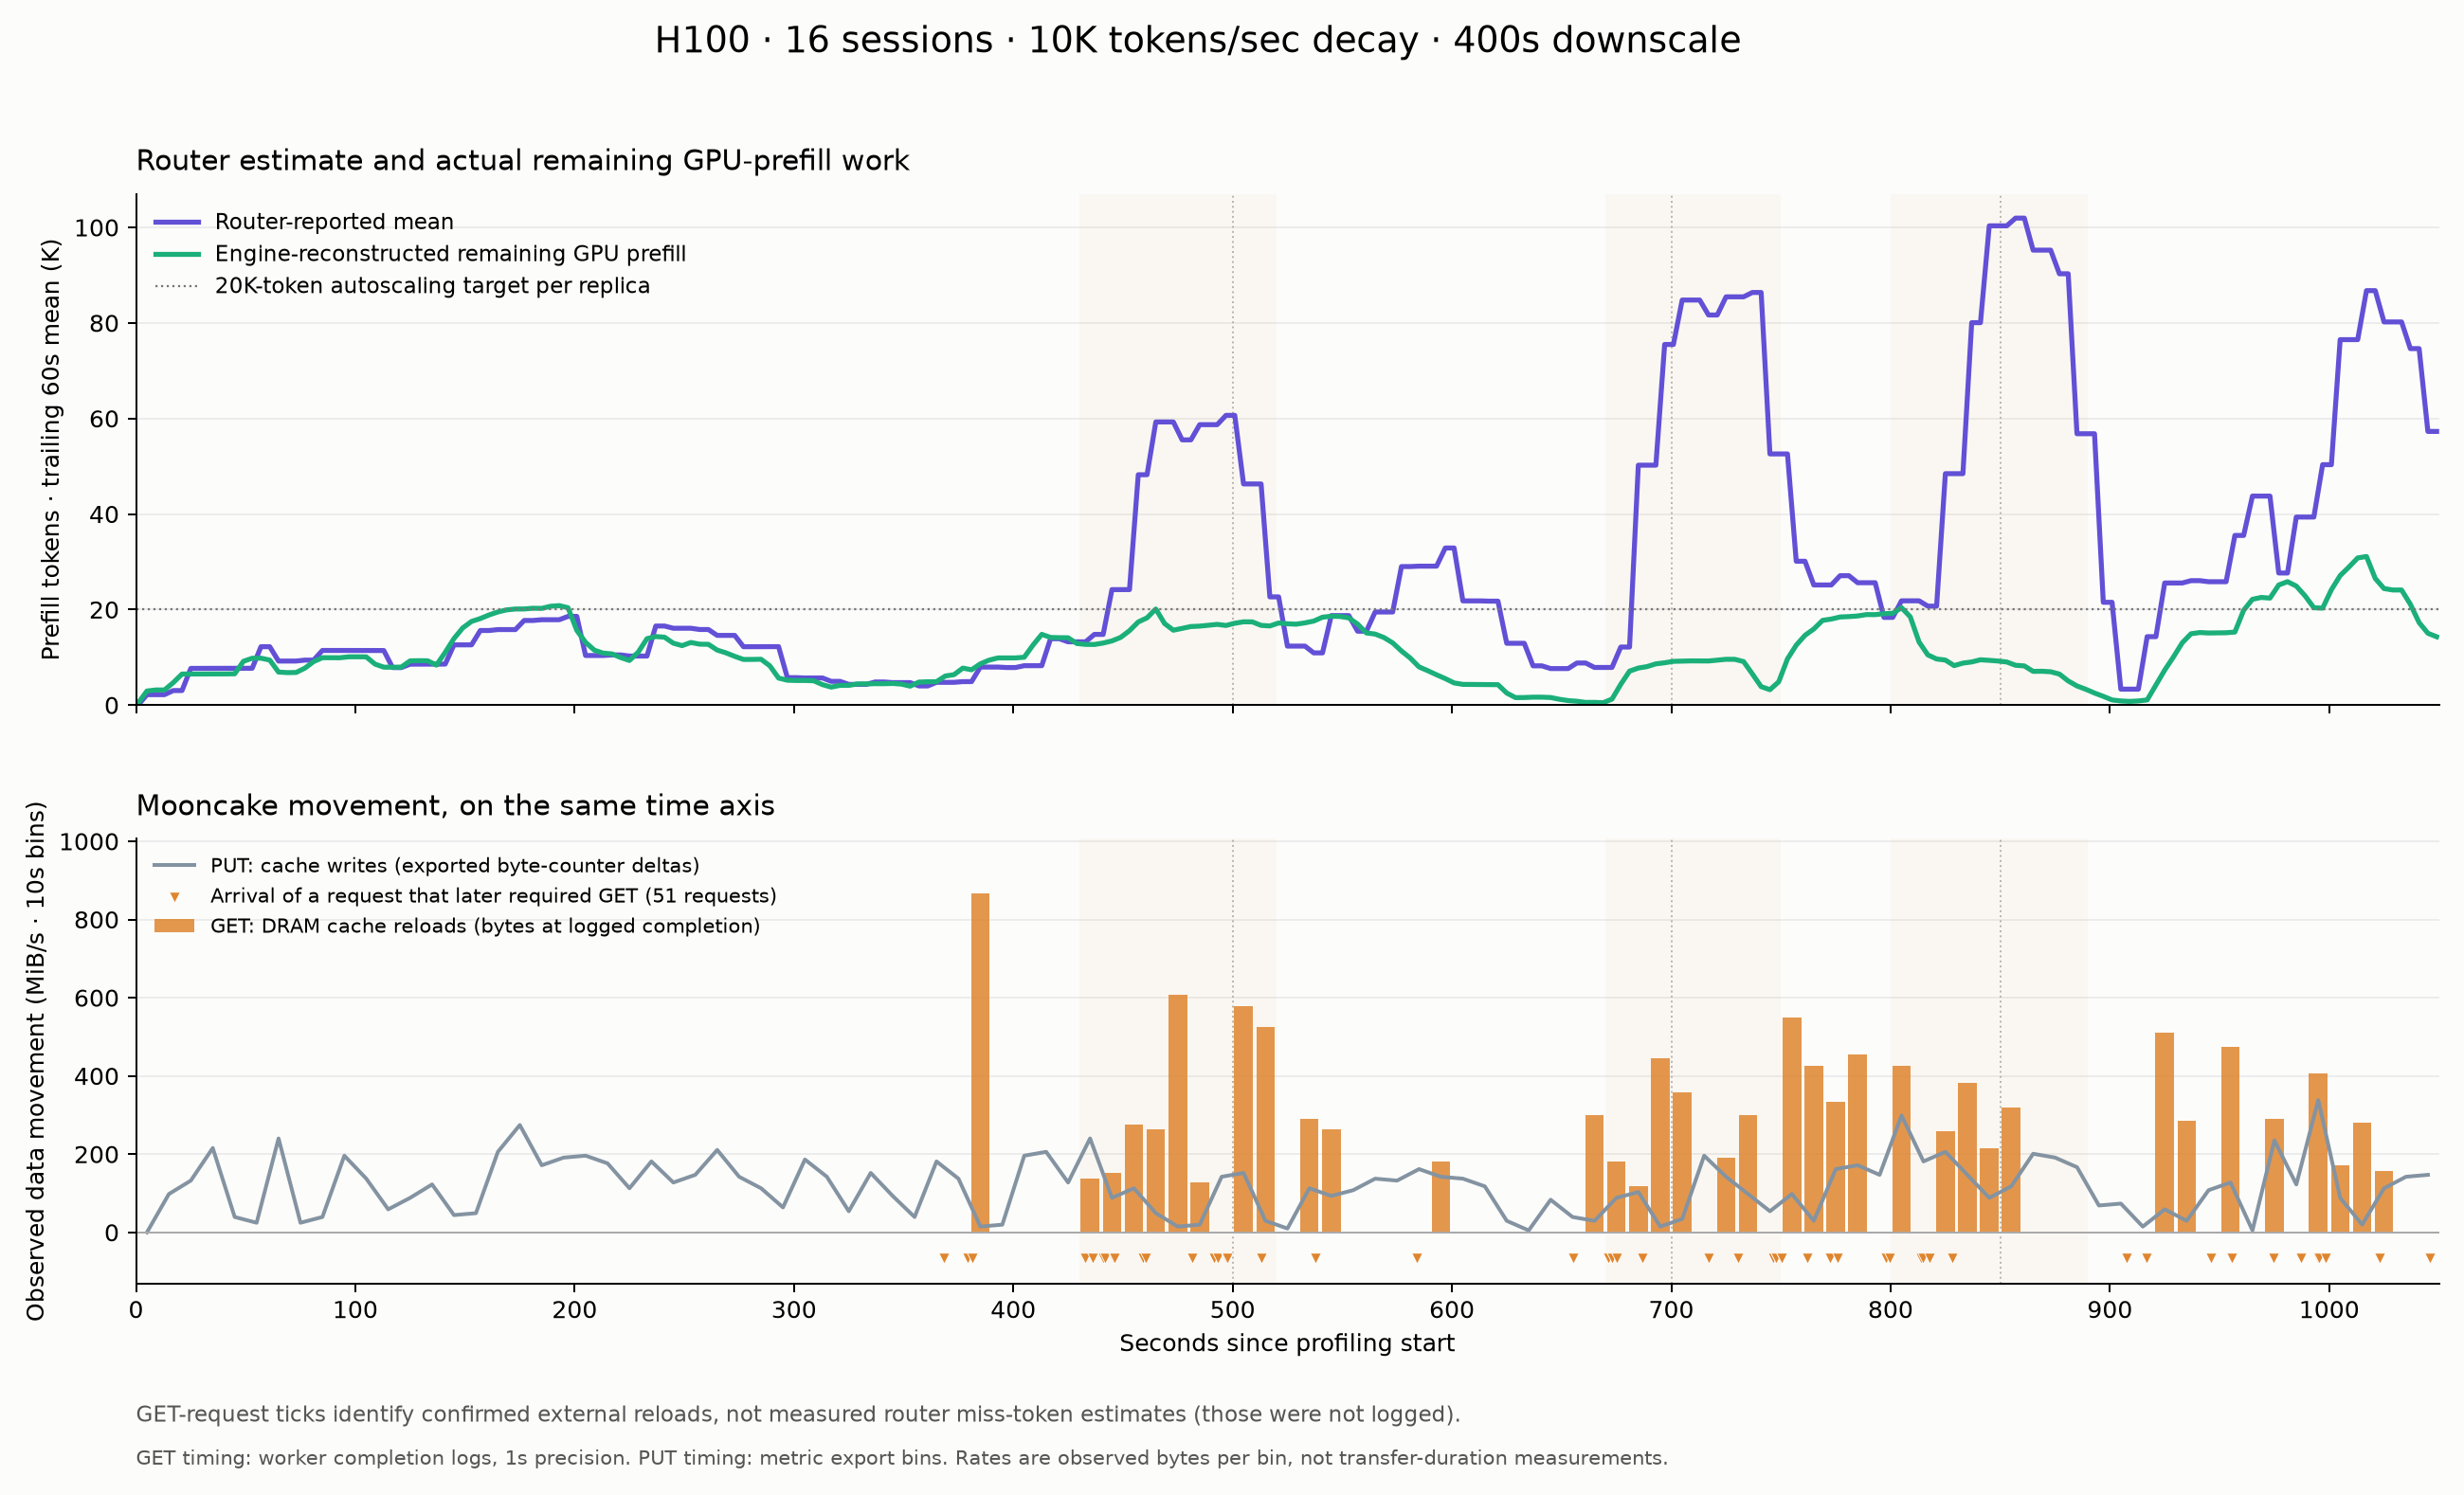 H100 · 16 sessions · 10K tokens/sec decay · 400s downscale
Router estimate and actual remaining GPU-prefill work
Prefill tokens · trailing 60s mean (K)
100
80
60
40
20
0
Router-reported mean
Engine-reconstructed remaining GPU prefill
20K-token autoscaling target per replica
Mooncake movement, on the same time axis
Observed data movement (MiB/s · 10s bins)
1000
800
600
400
200
0
PUT: cache writes (exported byte-counter deltas)
Arrival of a request that later required GET (51 requests)
GET: DRAM cache reloads (bytes at logged completion)
0 100 200 300 400 500 600 700 800 900 1000
Seconds since profiling start
GET-request ticks identify confirmed external reloads, not measured router miss-token estimates (those were not logged).
GET timing: worker completion logs, 1s precision. PUT timing: metric export bins. Rates are observed bytes per bin, not transfer-duration measurements.